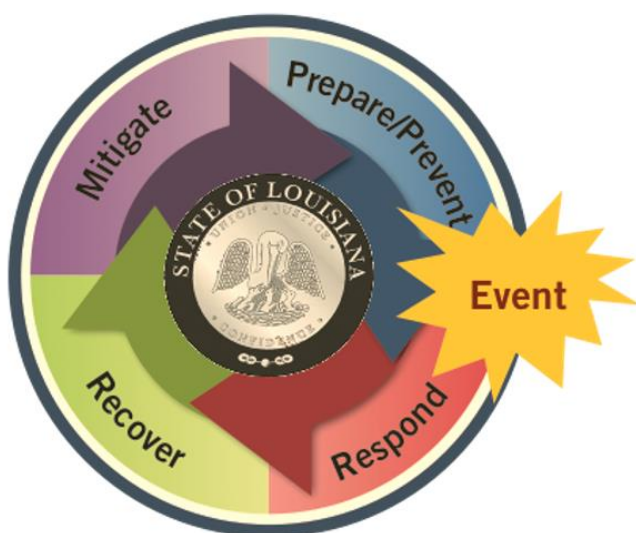 Mitigate
Prepare/Prevent
STATE OF LOUISIANA
UNION • JUSTICE
CONFIDENCE
Event
Recover
Respond